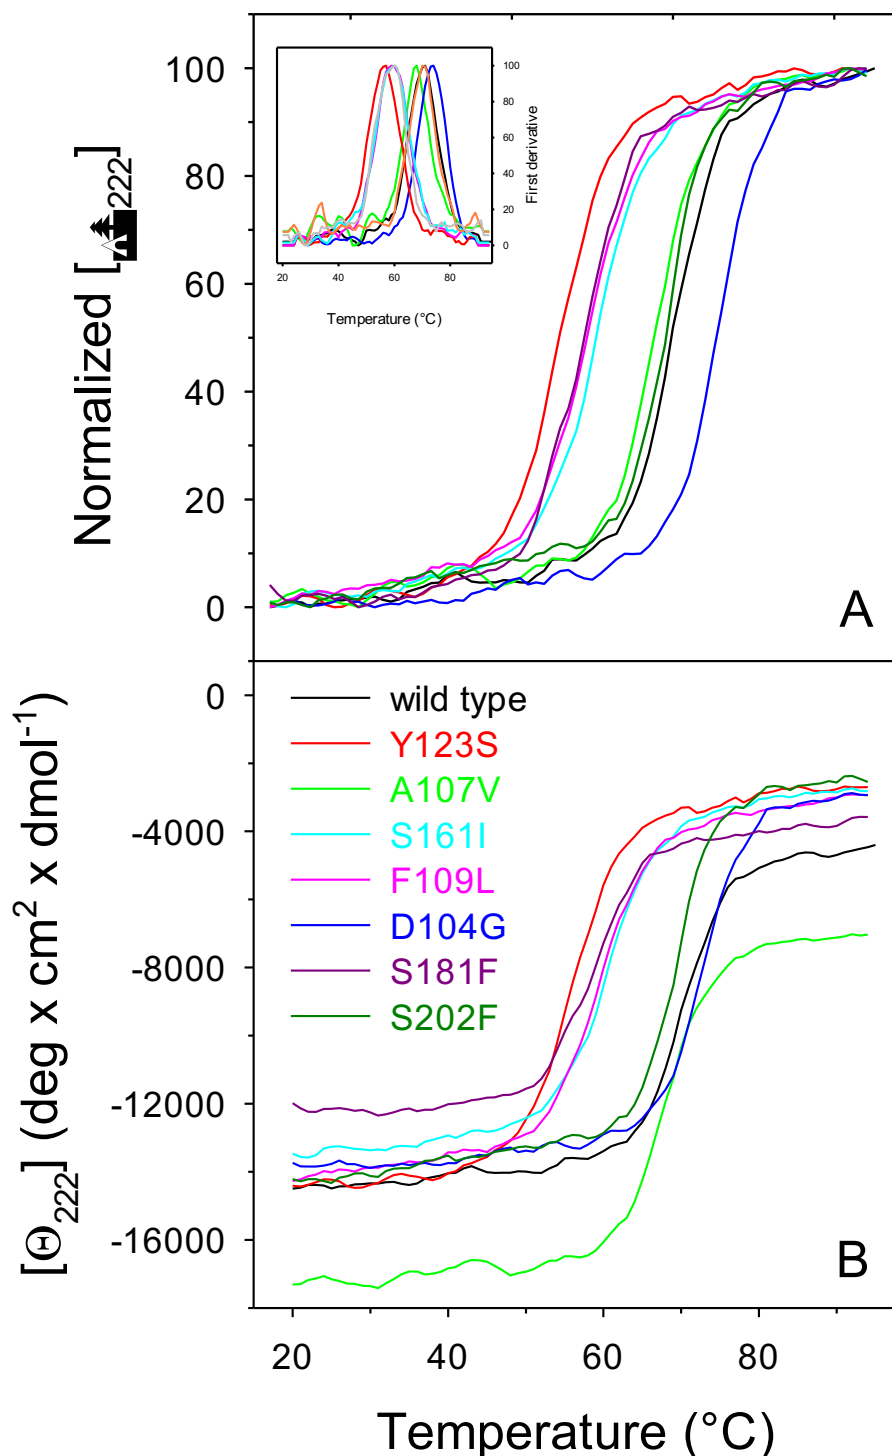 100
80
60
40
20
0
Normalized [222]
100
80
60
40
20
0
First derivative
20 40 60 80
Temperature (°C)
A
0
-4000
-8000
-12000
-16000
[Θ222] (deg x cm² x dmol⁻¹)
wild type
Y123S
A107V
S161I
F109L
D104G
S181F
S202F
B
20 40 60 80
Temperature (°C)